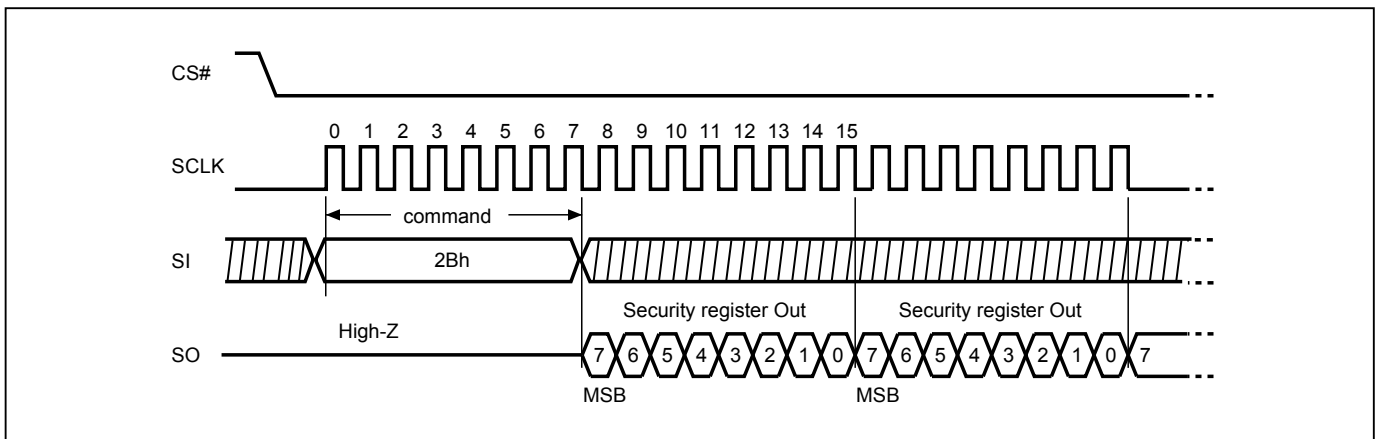 CS#
0 1 2 3 4 5 6 7 8 9 10 11 12 13 14 15
SCLK
command
SI
2Bh
Security register Out Security register Out
High-Z
SO
7 6 5 4 3 2 1 0 7 6 5 4 3 2 1 0 7
MSB MSB